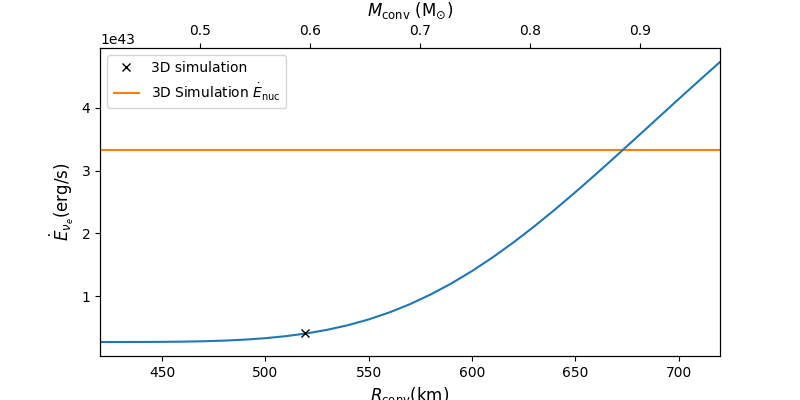 M_conv (M_⊙)
0.5 0.6 0.7 0.8 0.9
1e43
3D simulation
3D Simulation Ė_nuc
4
3
2
1
Ė_νₑ(erg/s)
450 500 550 600 650 700
R_conv(km)